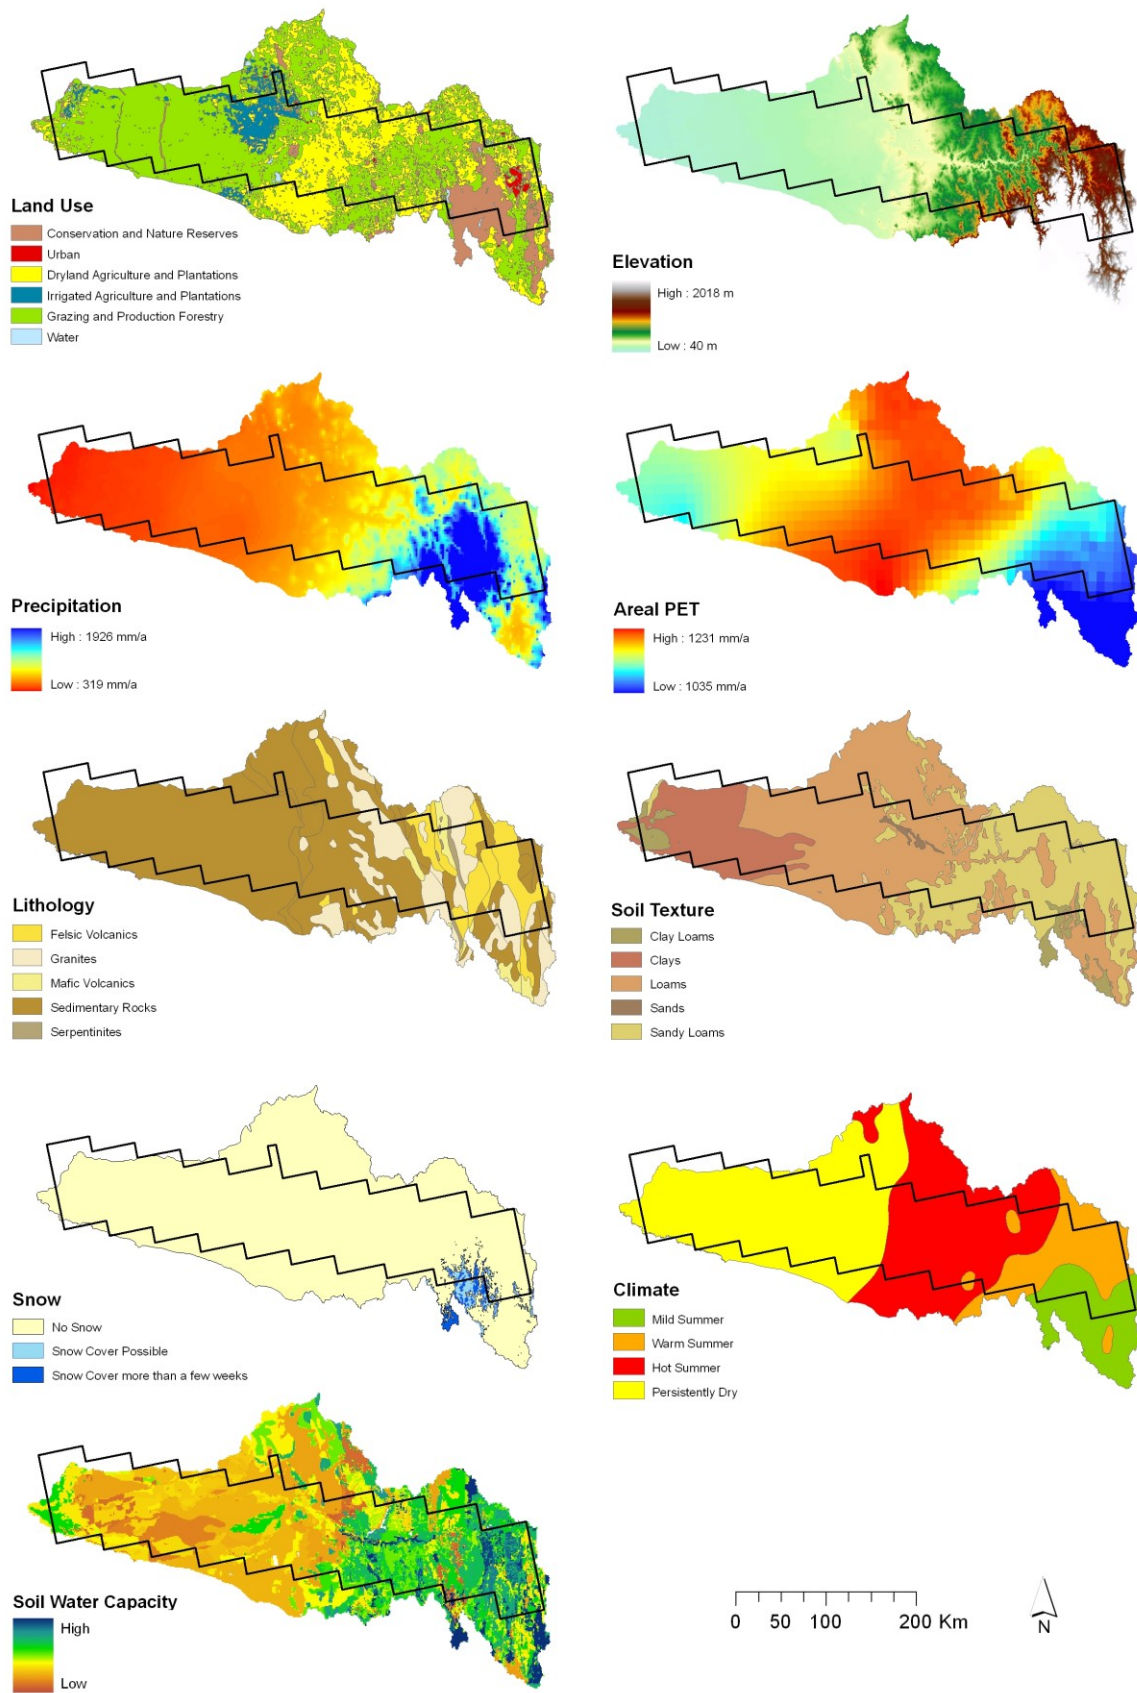 Land Use
Conservation and Nature Reserves
Urban
Dryland Agriculture and Plantations
Irrigated Agriculture and Plantations
Grazing and Production Forestry
Water
Elevation
High : 2018 m
Low : 40 m
Precipitation
High : 1926 mm/a
Low : 319 mm/a
Areal PET
High : 1231 mm/a
Low : 1035 mm/a
Lithology
Felsic Volcanics
Granites
Mafic Volcanics
Sedimentary Rocks
Serpentinites
Soil Texture
Clay Loams
Clays
Loams
Sands
Sandy Loams
Snow
No Snow
Snow Cover Possible
Snow Cover more than a few weeks
Climate
Mild Summer
Warm Summer
Hot Summer
Persistently Dry
Soil Water Capacity
High
Low
0 50 100 200 Km
N